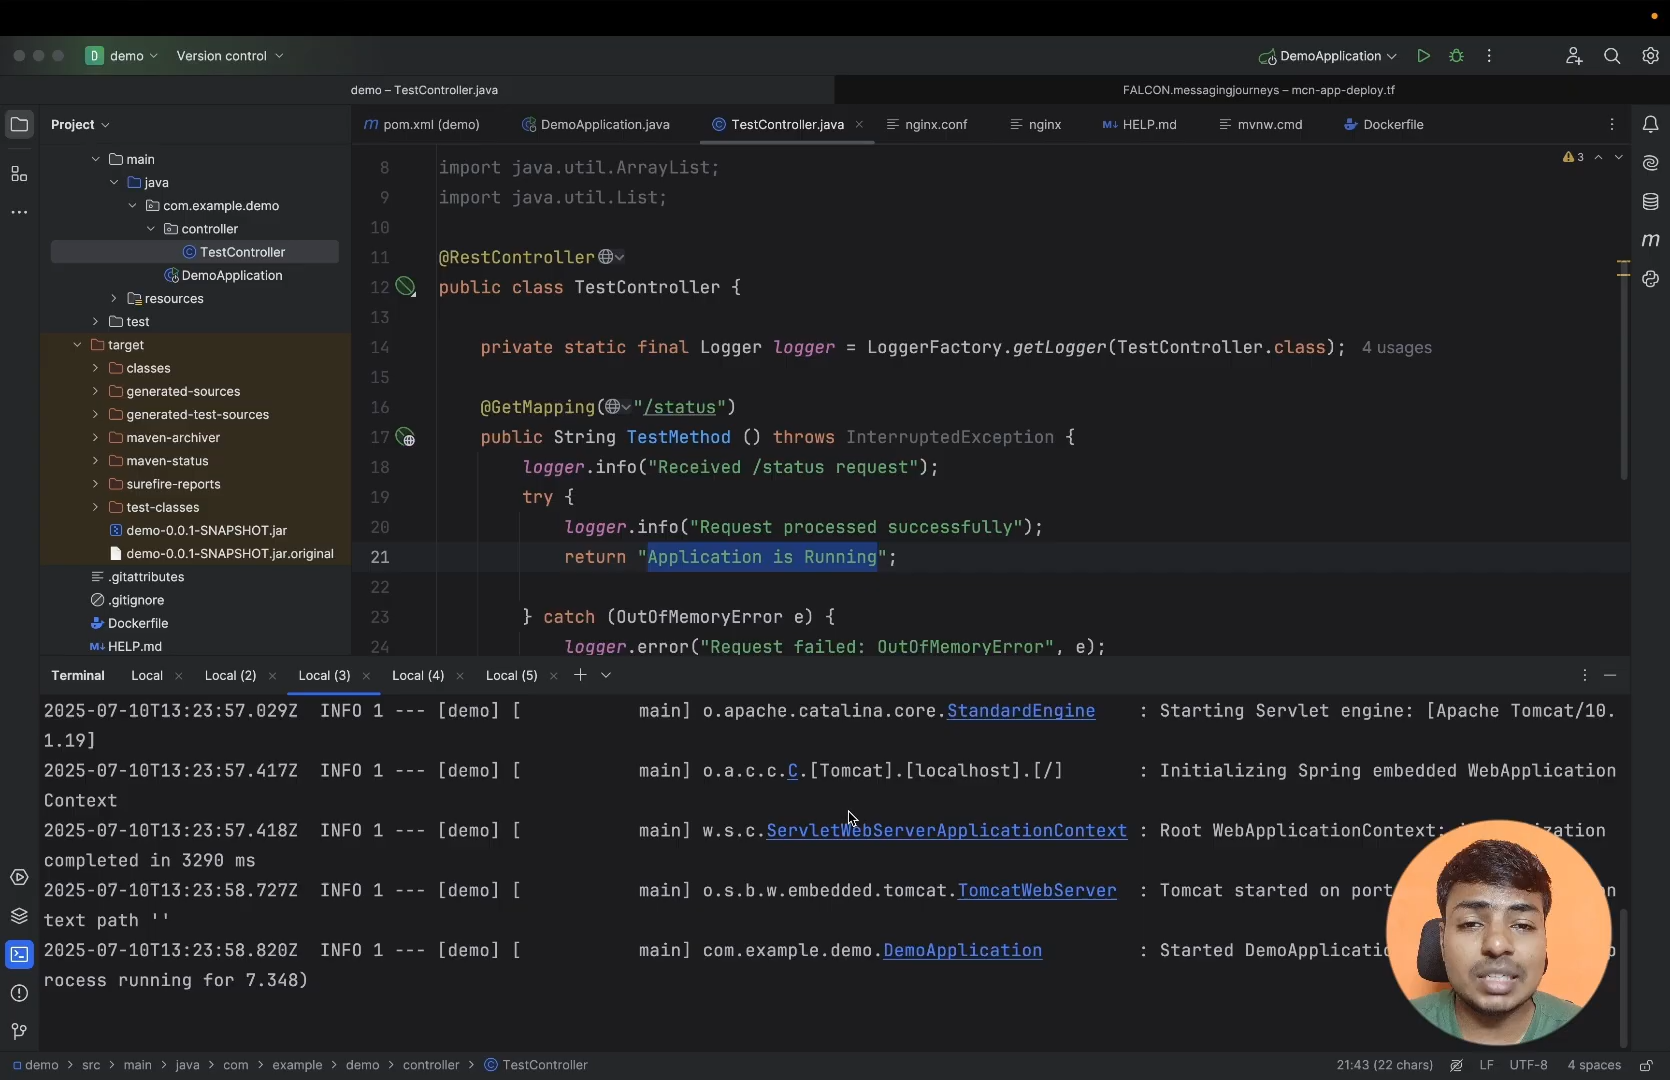 D demo Version control DemoApplication
demo – TestController.java FALCON.messagingjourneys – mcn-app-deploy.tf
Project
pom.xml (demo) DemoApplication.java TestController.java nginx.conf nginx HELP.md mvnw.cmd Dockerfile
main
java
com.example.demo
controller
TestController
DemoApplication
resources
test
target
classes
generated-sources
generated-test-sources
maven-archiver
maven-status
surefire-reports
test-classes
demo-0.0.1-SNAPSHOT.jar
demo-0.0.1-SNAPSHOT.jar.original
.gitattributes
.gitignore
Dockerfile
HELP.md
3
8 import java.util.ArrayList;
9 import java.util.List;
10
11 @RestController
12 public class TestController {
13
14 private static final Logger logger = LoggerFactory.getLogger(TestController.class); 4 usages
15
16 @GetMapping("/status")
17 public String TestMethod () throws InterruptedException {
18 logger.info("Received /status request");
19 try {
20 logger.info("Request processed successfully");
21 return "Application is Running";
22
23 } catch (OutOfMemoryError e) {
24 logger.error("Request failed: OutOfMemoryError", e);
Terminal Local Local (2) Local (3) Local (4) Local (5)
2025-07-10T13:23:57.029Z INFO 1 --- [demo] [ main] o.apache.catalina.core.StandardEngine : Starting Servlet engine: [Apache Tomcat/10.
1.19]
2025-07-10T13:23:57.417Z INFO 1 --- [demo] [ main] o.a.c.c.C.[Tomcat].[localhost].[/] : Initializing Spring embedded WebApplication
Context
2025-07-10T13:23:57.418Z INFO 1 --- [demo] [ main] w.s.c.ServletWebServerApplicationContext : Root WebApplicationContext:
completed in 3290 ms
2025-07-10T13:23:58.727Z INFO 1 --- [demo] [ main] o.s.b.w.embedded.tomcat.TomcatWebServer : Tomcat started on port
text path ''
2025-07-10T13:23:58.820Z INFO 1 --- [demo] [ main] com.example.demo.DemoApplication : Started
rocess running for 7.348)
demo > src > main > java > com > example > demo > controller > TestController 21:43 (22 chars) LF UTF-8 4 spaces